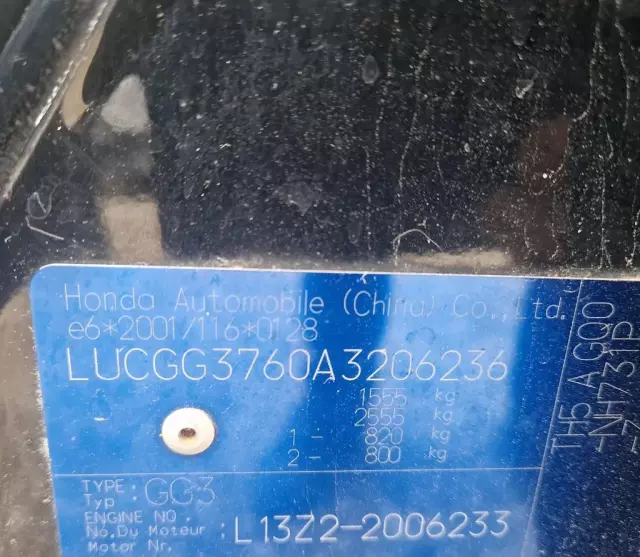 Honda Automobile (China) Co.,Ltd.
e6*2001/116*0128
LUCGG3760A3206236
1555 kg
2555 kg
1 - 820 kg
2 - 800 kg
TYPE : GG3
Typ
ENGINE NO.
No.Du Moteur : L13Z2-2006233
Motor Nr.
TH5 A GQ0
NH731P